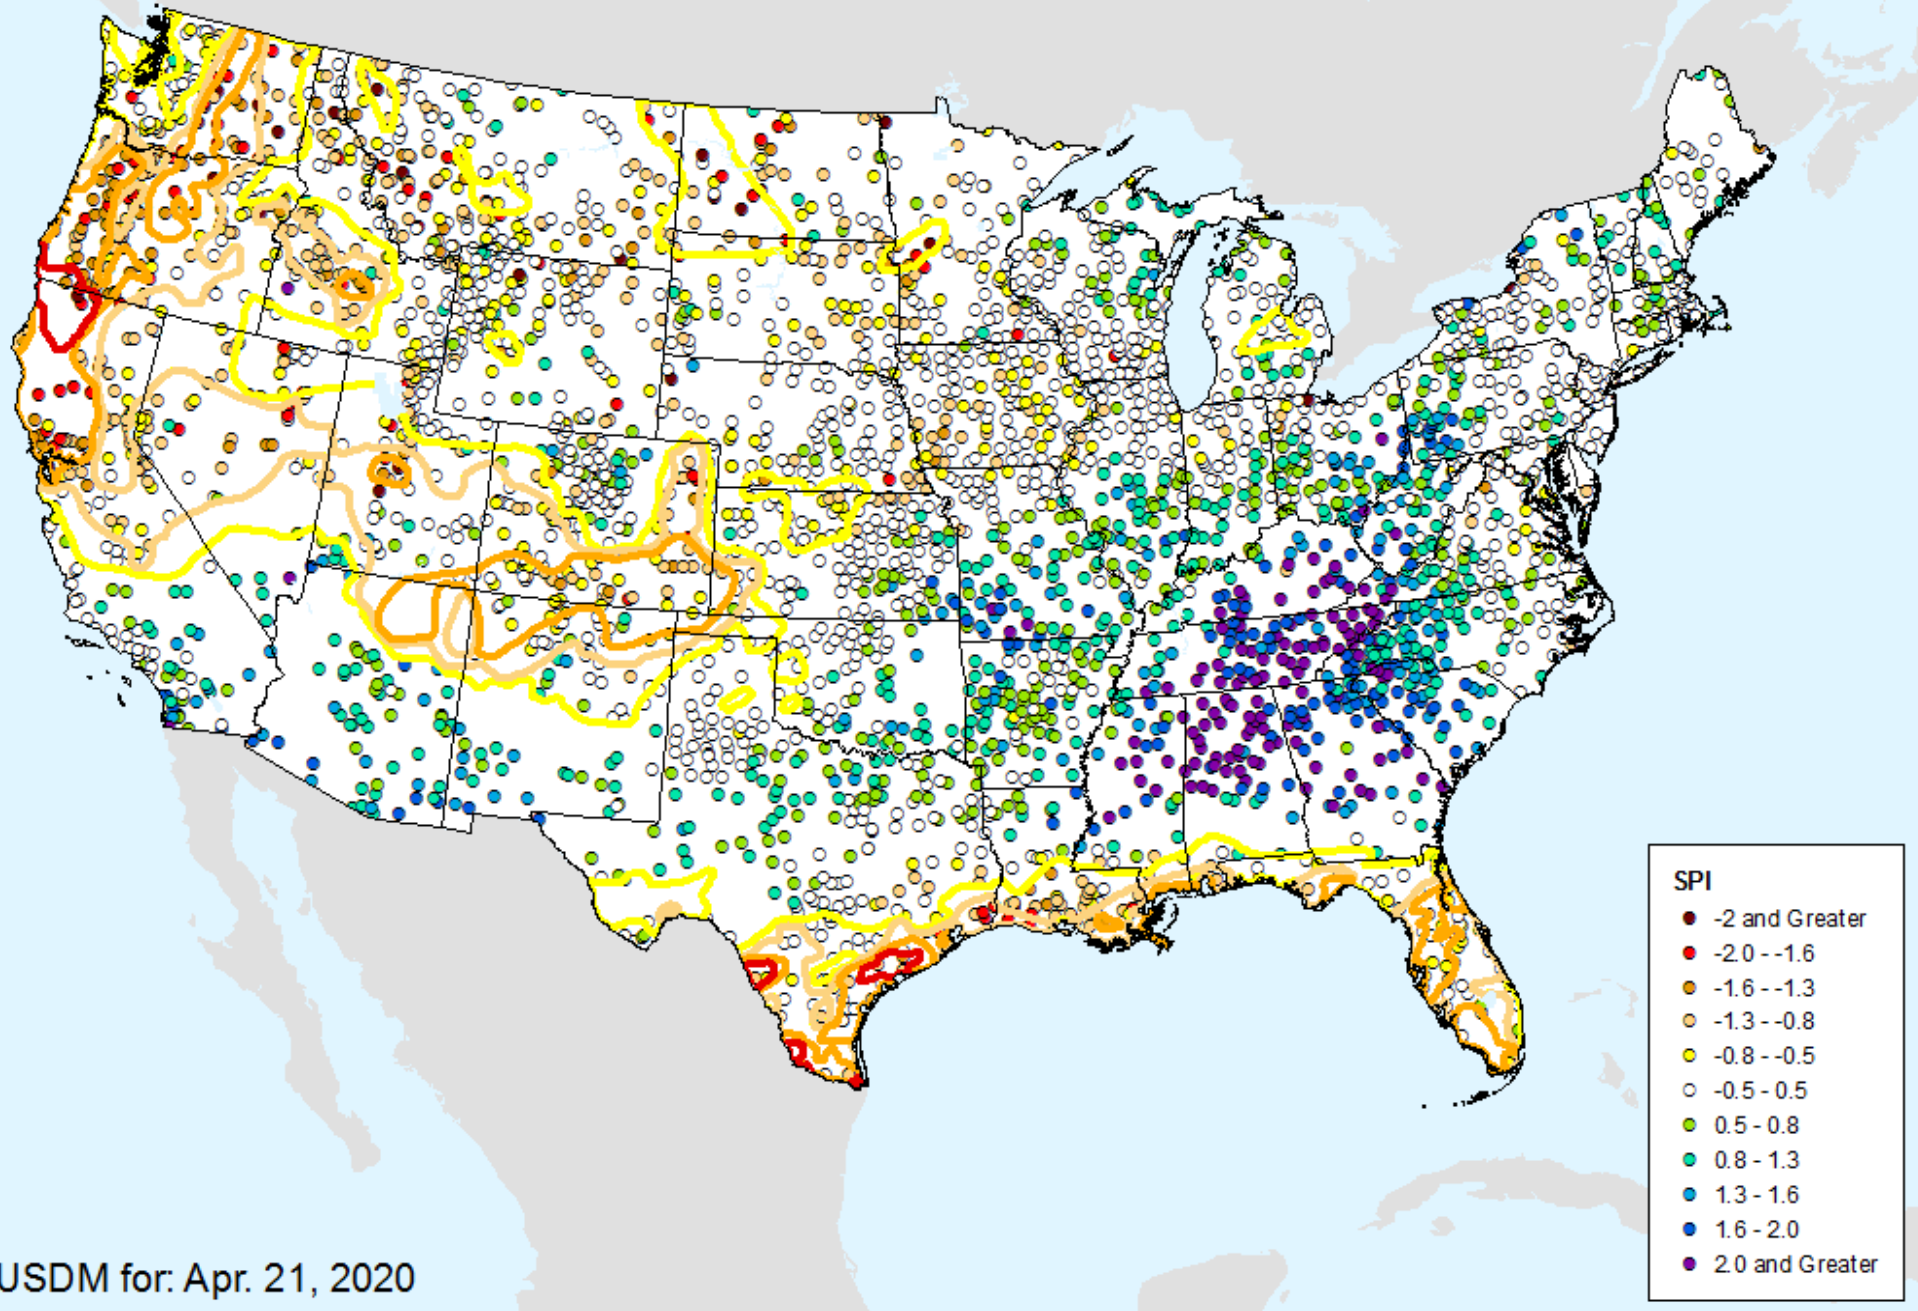 SPI
-2 and Greater
-2.0 - -1.6
-1.6 - -1.3
-1.3 - -0.8
-0.8 - -0.5
-0.5 - 0.5
0.5 - 0.8
0.8 - 1.3
1.3 - 1.6
1.6 - 2.0
2.0 and Greater
USDM for: Apr. 21, 2020